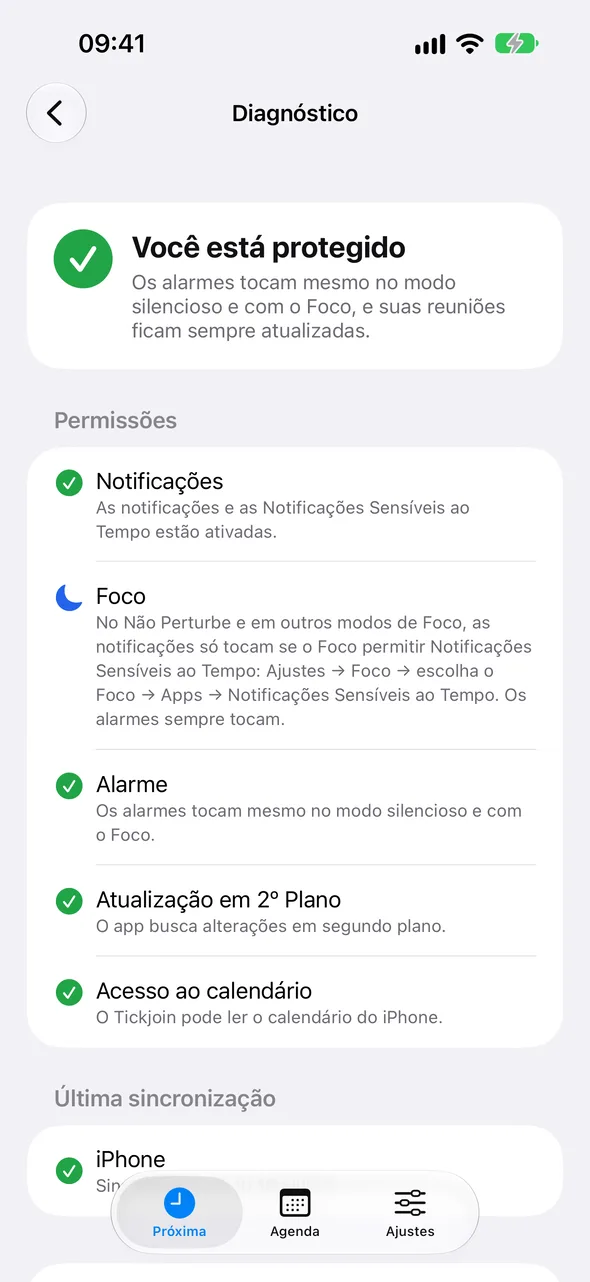 09:41
Diagnóstico
Você está protegido
Os alarmes tocam mesmo no modo
silencioso e com o Foco, e suas reuniões
ficam sempre atualizadas.
Permissões
Notificações
As notificações e as Notificações Sensíveis ao
Tempo estão ativadas.
Foco
No Não Perturbe e em outros modos de Foco, as
notificações só tocam se o Foco permitir Notificações
Sensíveis ao Tempo: Ajustes → Foco → escolha o
Foco → Apps → Notificações Sensíveis ao Tempo. Os
alarmes sempre tocam.
Alarme
Os alarmes tocam mesmo no modo silencioso e com
o Foco.
Atualização em 2º Plano
O app busca alterações em segundo plano.
Acesso ao calendário
O Tickjoin pode ler o calendário do iPhone.
Última sincronização
iPhone
Próxima
Agenda
Ajustes